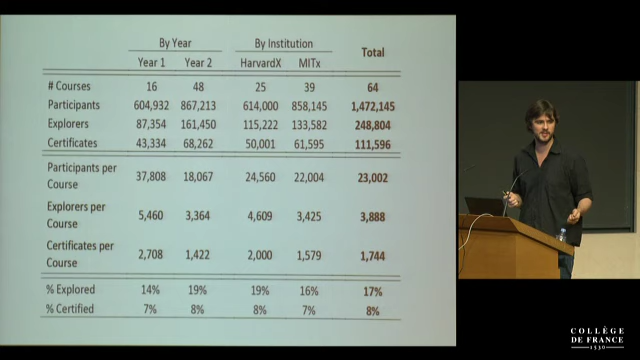 By Year By Institution Total
Year 1 Year 2 HarvardX MITx
# Courses 16 48 25 39 64
Participants 604,932 867,213 614,000 858,145 1,472,145
Explorers 87,354 161,450 115,222 133,582 248,804
Certificates 43,334 68,262 50,001 61,595 111,596
Participants per
Course 37,808 18,067 24,560 22,004 23,002
Explorers per
Course 5,460 3,364 4,609 3,425 3,888
Certificates per
Course 2,708 1,422 2,000 1,579 1,744
% Explored 14% 19% 19% 16% 17%
% Certified 7% 8% 8% 7% 8%
COLLÈGE
DE FRANCE
1530